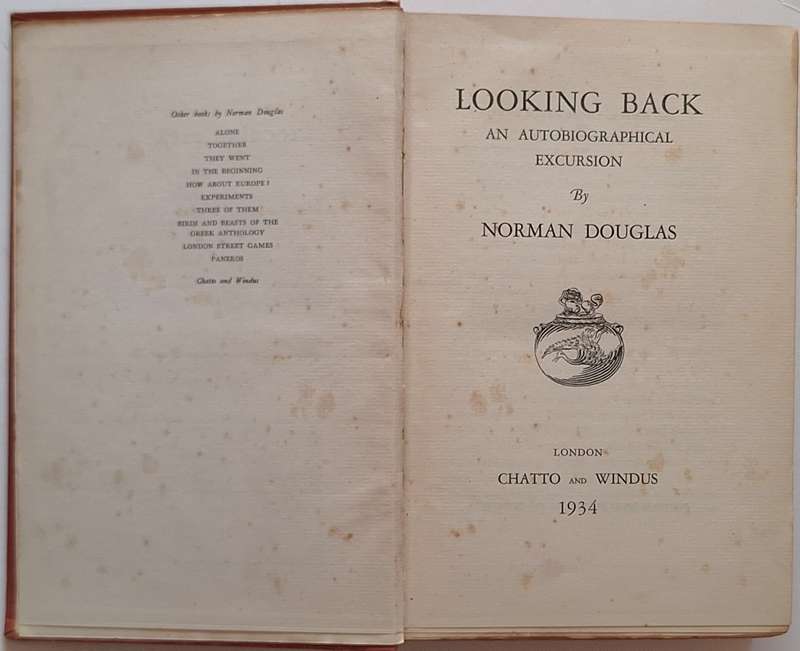 Other books by Norman Douglas
ALONE
TOGETHER
THEY WENT
IN THE BEGINNING
HOW ABOUT EUROPE?
EXPERIMENTS
THREE OF THEM
BIRDS AND BEASTS OF THE
GREEK ANTHOLOGY
LONDON STREET GAMES
PANEROS
Chatto and Windus
LOOKING BACK
AN AUTOBIOGRAPHICAL
EXCURSION
By
NORMAN DOUGLAS
LONDON
CHATTO AND WINDUS
1934